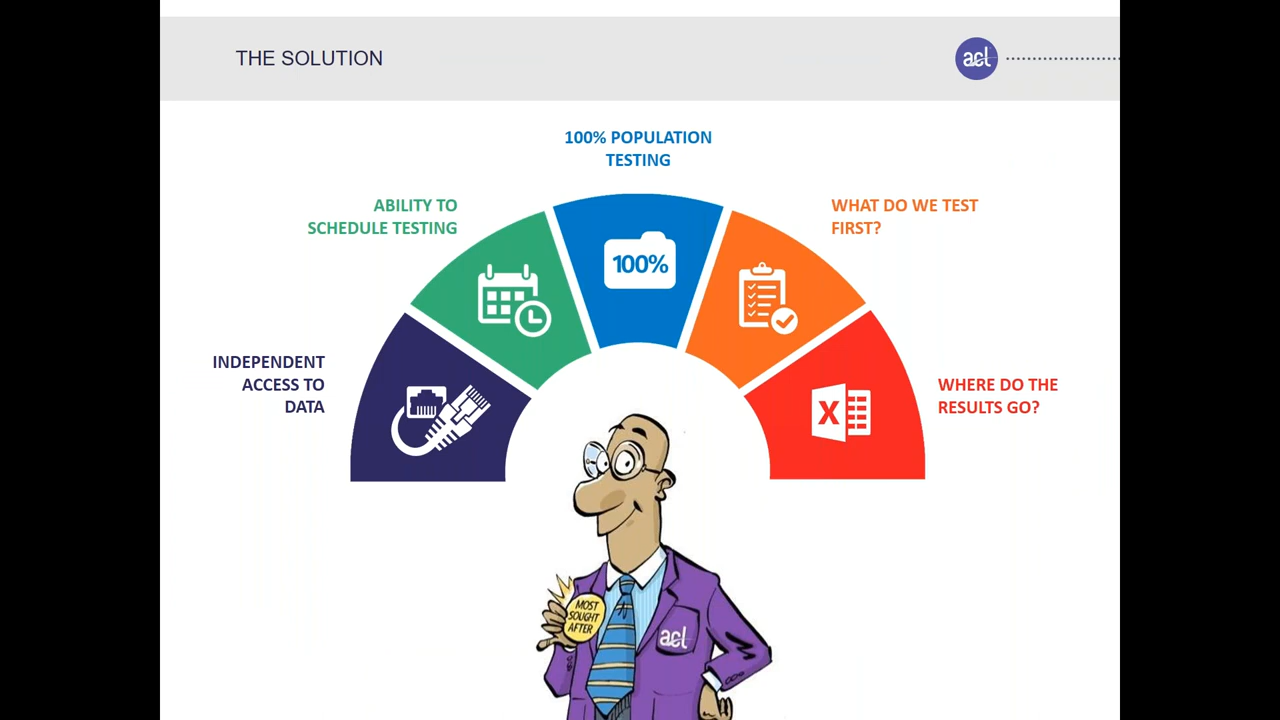 THE SOLUTION
acl
100% POPULATION
TESTING
ABILITY TO
SCHEDULE TESTING
WHAT DO WE TEST
FIRST?
100%
INDEPENDENT
ACCESS TO
DATA
WHERE DO THE
RESULTS GO?
X
MOST
SOUGHT
AFTER
acl